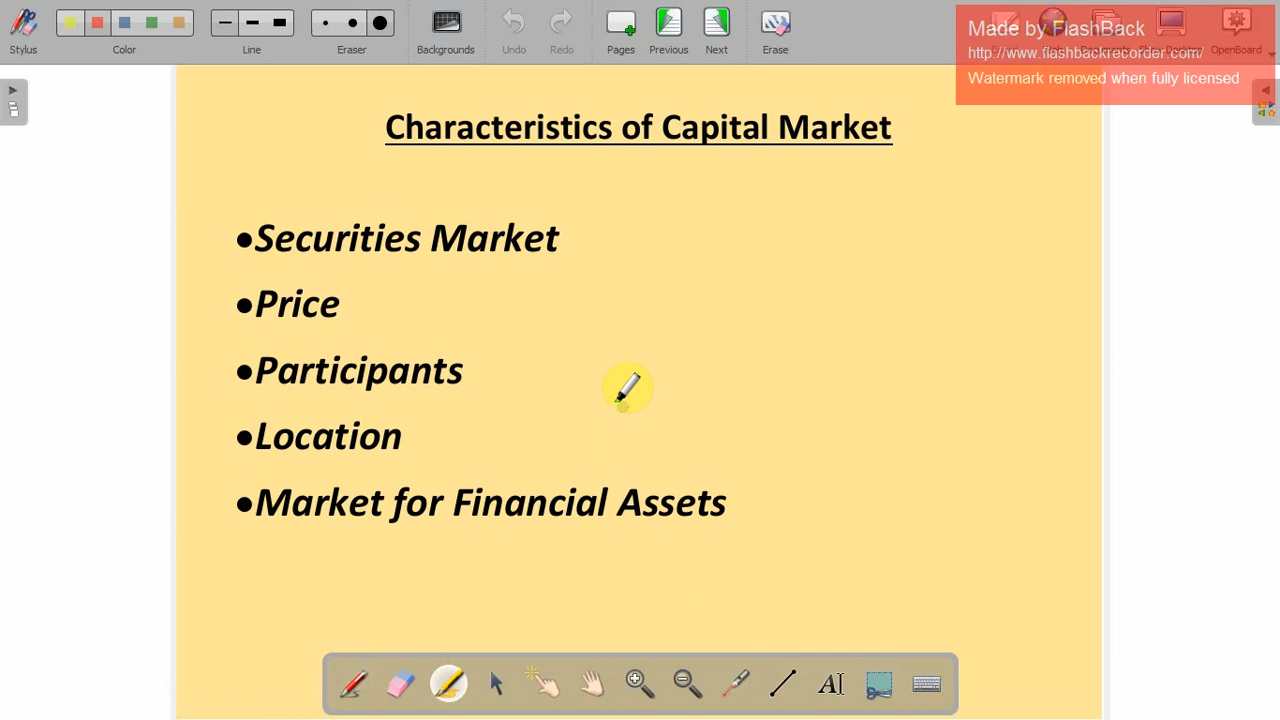 Stylus
Color
Line
Eraser
Backgrounds
Undo
Redo
Pages
Previous
Next
Erase
OpenBoard
Made by FlashBack
http://www.flashbackrecorder.com/
Watermark removed when fully licensed
Characteristics of Capital Market
•Securities Market
•Price
•Participants
•Location
•Market for Financial Assets